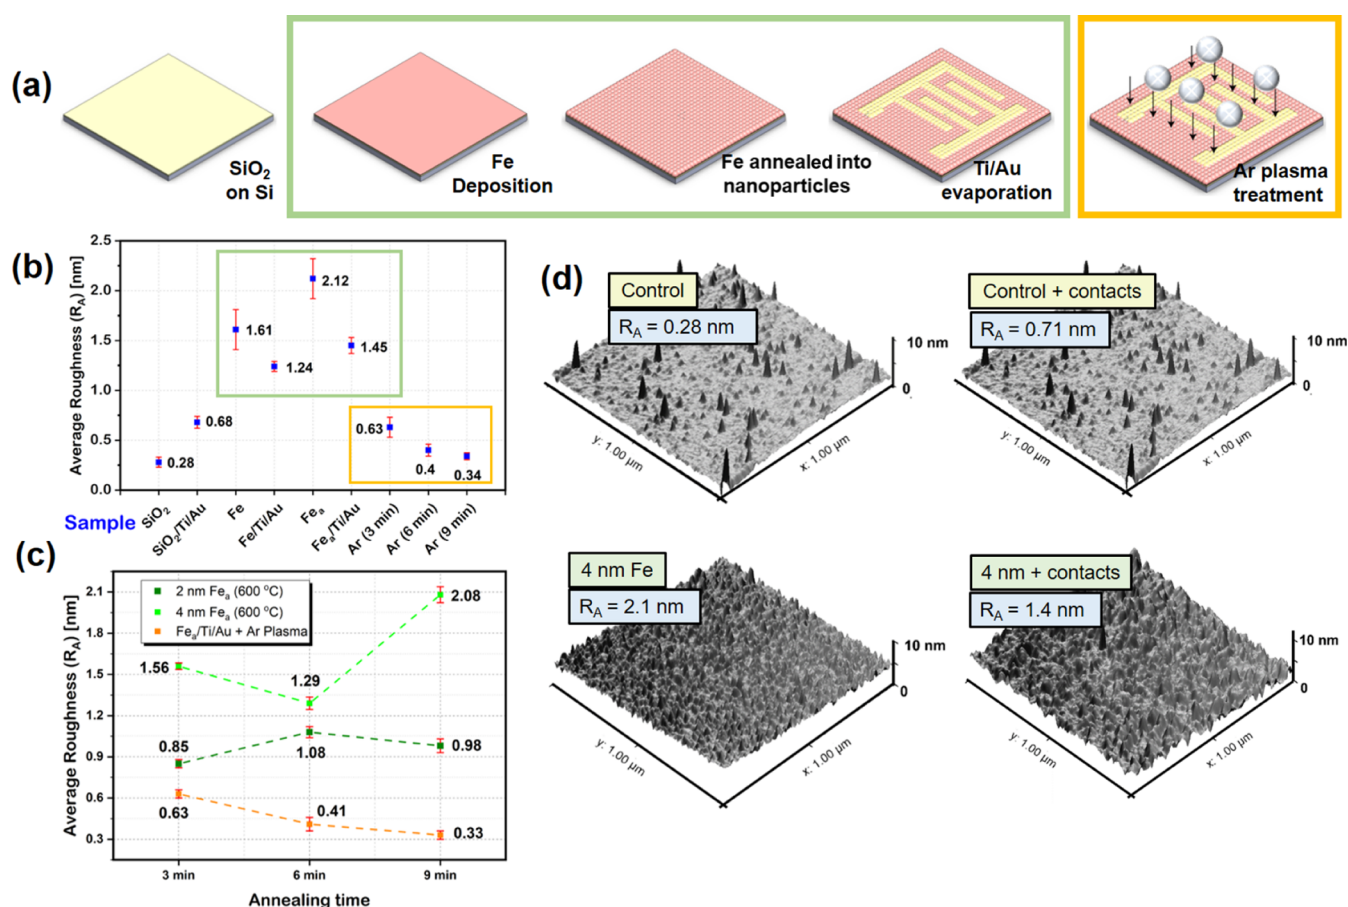 (a)
SiO2
on Si
Fe
Deposition
Fe annealed into
nanoparticles
Ti/Au
evaporation
Ar plasma
treatment
(b)
Average Roughness (RA) [nm]
2.5
2.0
1.5
1.0
0.5
0.0
0.28
0.68
1.61
1.24
2.12
1.45
0.63
0.4
0.34
Sample
SiO2
SiO2/Ti/Au
Fe
Fe/Ti/Au
Fea
Fea/Ti/Au
Ar (3 min)
Ar (6 min)
Ar (9 min)
(c)
Average Roughness (RA) [nm]
2.1
1.8
1.5
1.2
0.9
0.6
0.3
2 nm Fea (600 °C)
4 nm Fea (600 °C)
Fea/Ti/Au + Ar Plasma
1.56
1.29
2.08
0.85
1.08
0.98
0.63
0.41
0.33
3 min
6 min
9 min
Annealing time
(d)
Control
RA = 0.28 nm
10 nm
0
y: 1.00 µm
x: 1.00 µm
Control + contacts
RA = 0.71 nm
10 nm
0
y: 1.00 µm
x: 1.00 µm
4 nm Fe
RA = 2.1 nm
10 nm
0
y: 1.00 µm
x: 1.00 µm
4 nm + contacts
RA = 1.4 nm
10 nm
0
y: 1.00 µm
x: 1.00 µm